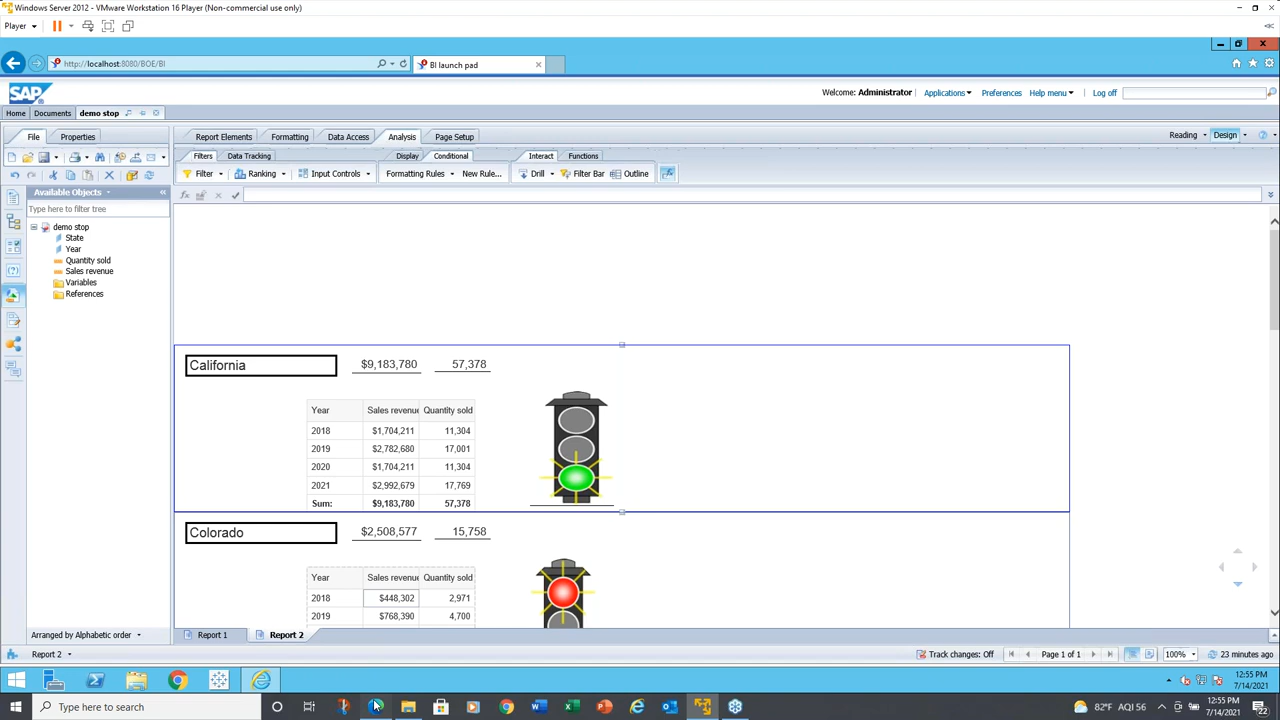 Windows Server 2012 - VMware Workstation 16 Player (Non-commercial use only)
Player
http://localhost:8080/BOE/BI
BI launch pad
SAP
Welcome: Administrator
Applications
Preferences
Help menu
Log off
Home
Documents
demo stop
File
Properties
Report Elements
Formatting
Data Access
Analysis
Page Setup
Reading
Design
Filters
Data Tracking
Display
Conditional
Interact
Functions
Filter
Ranking
Input Controls
Formatting Rules
New Rule...
Drill
Filter Bar
Outline
Available Objects
Type here to filter tree
demo stop
State
Year
Quantity sold
Sales revenue
Variables
References
California $9,183,780 57,378
Year Sales revenue Quantity sold
2018 $1,704,211 11,304
2019 $2,782,680 17,001
2020 $1,704,211 11,304
2021 $2,992,679 17,769
Sum: $9,183,780 57,378
Colorado $2,508,577 15,758
Year Sales revenue Quantity sold
2018 $448,302 2,971
2019 $768,390 4,700
Arranged by Alphabetic order
Report 1
Report 2
Report 2
Track changes: Off
Page 1 of 1
100%
23 minutes ago
12:55 PM
7/14/2021
Type here to search
82°F AQI 56
12:55 PM
7/14/2021
22